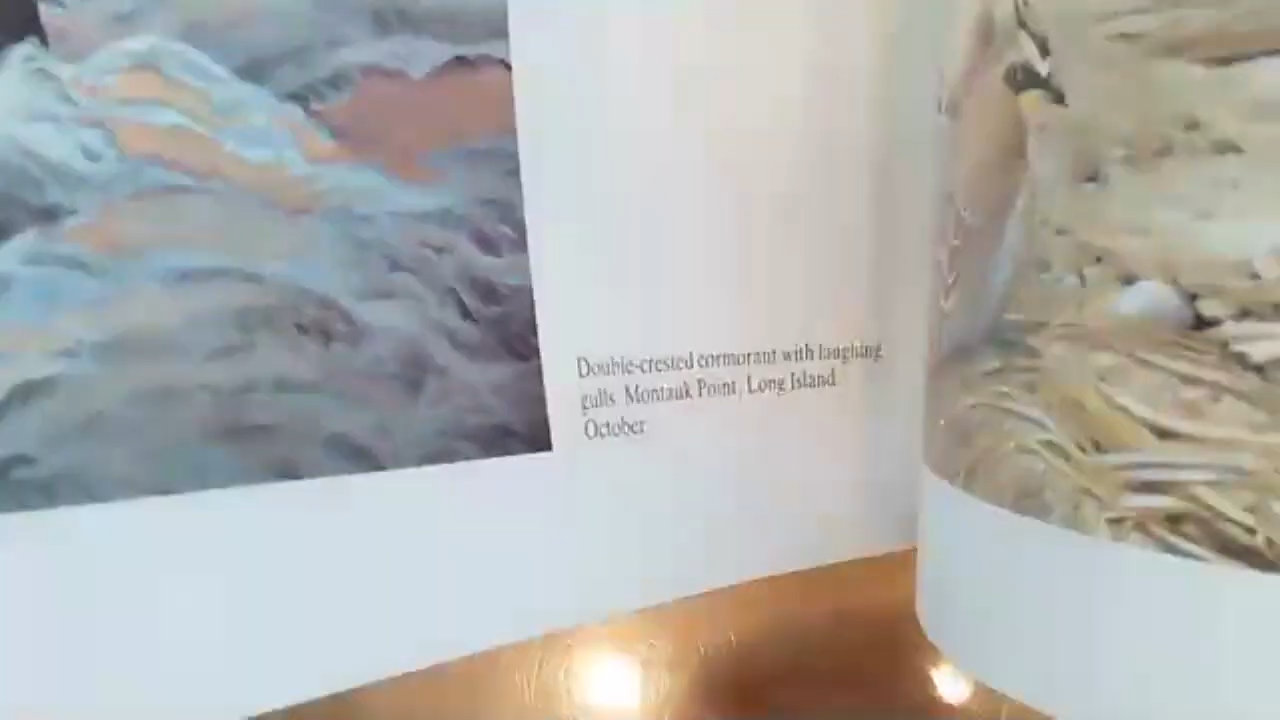 Double-crested cormorant with laughing
gulls. Montauk Point, Long Island.
October